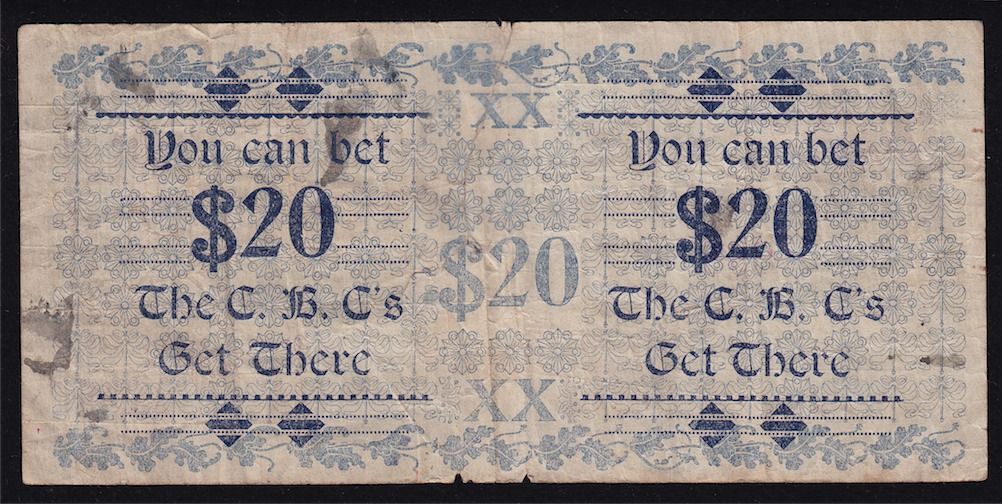 XX
You can bet
$20
The C. B. C's
Get There
$20
You can bet
$20
The C. B. C's
Get There
XX